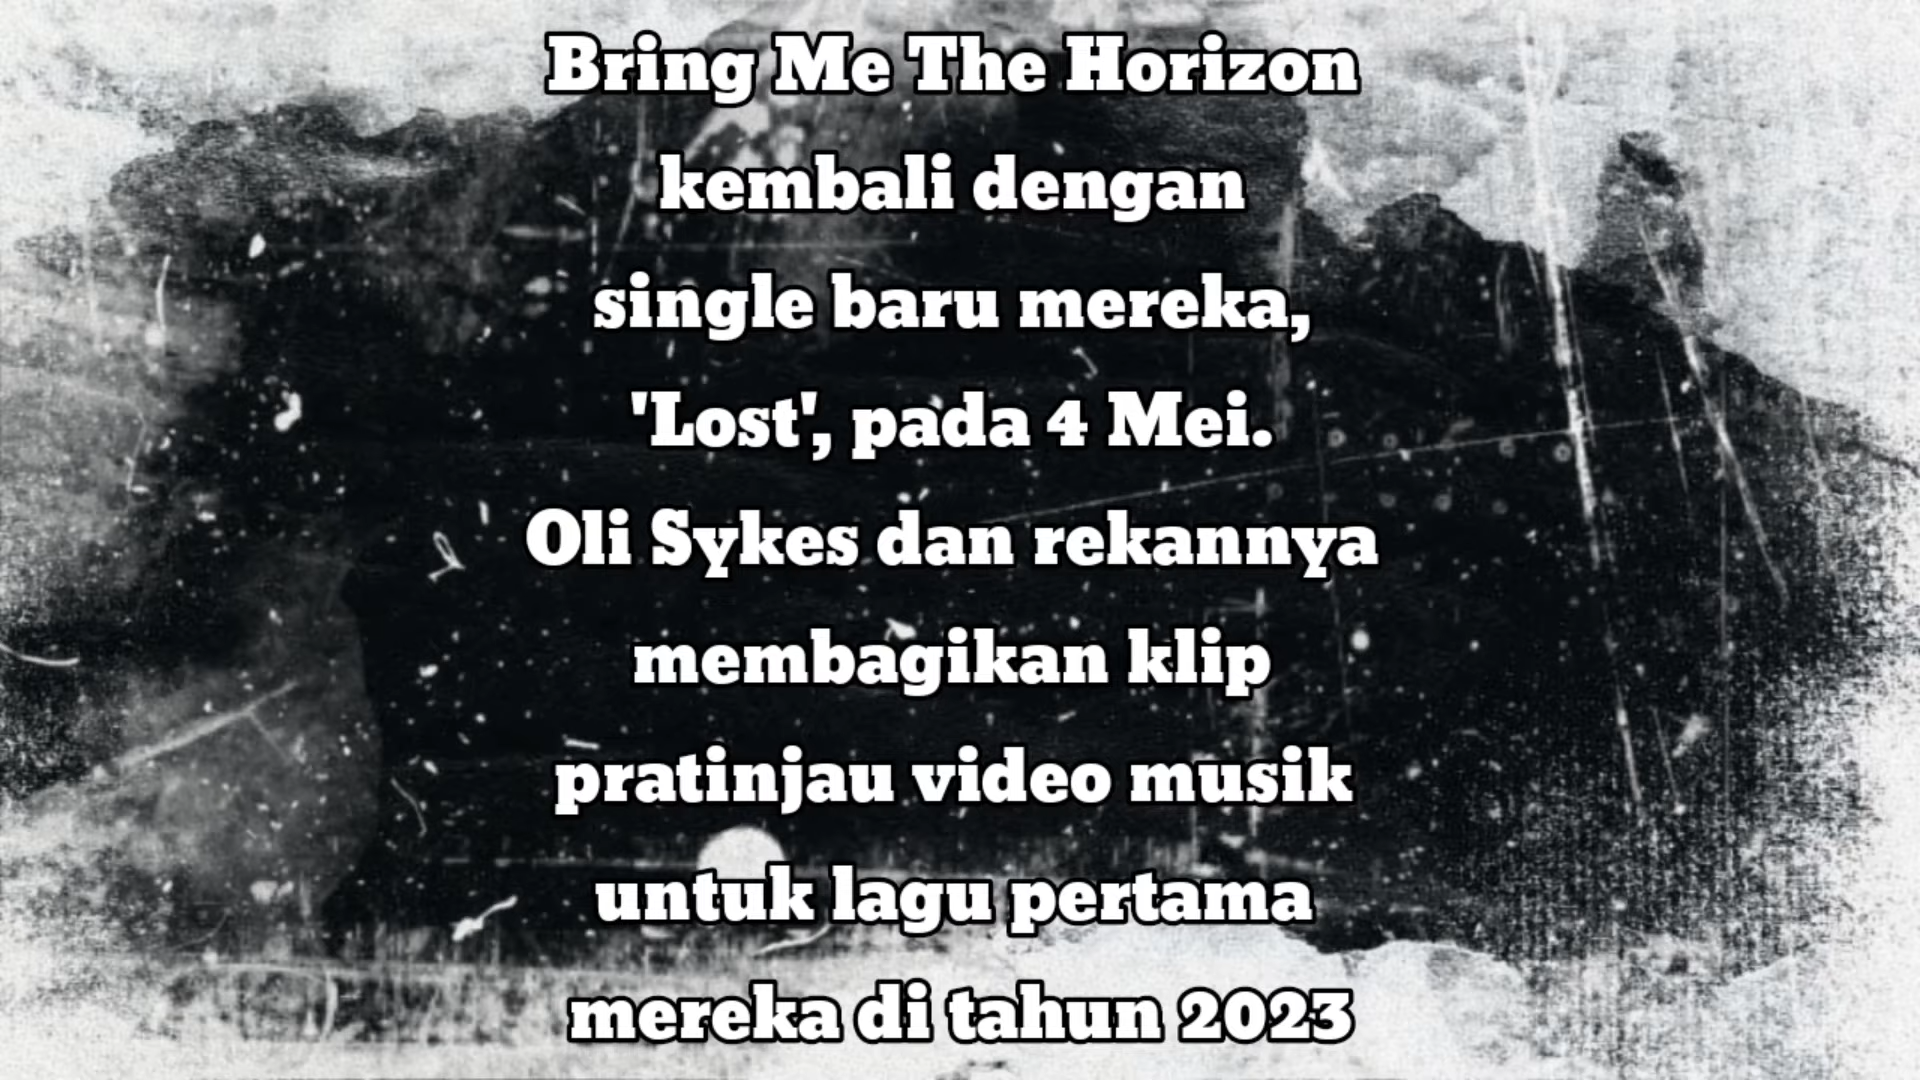 Bring Me The Horizon
kembali dengan
single baru mereka,
'Lost', pada 4 Mei.
Oli Sykes dan rekannya
membagikan klip
pratinjau video musik
untuk lagu pertama
mereka di tahun 2023